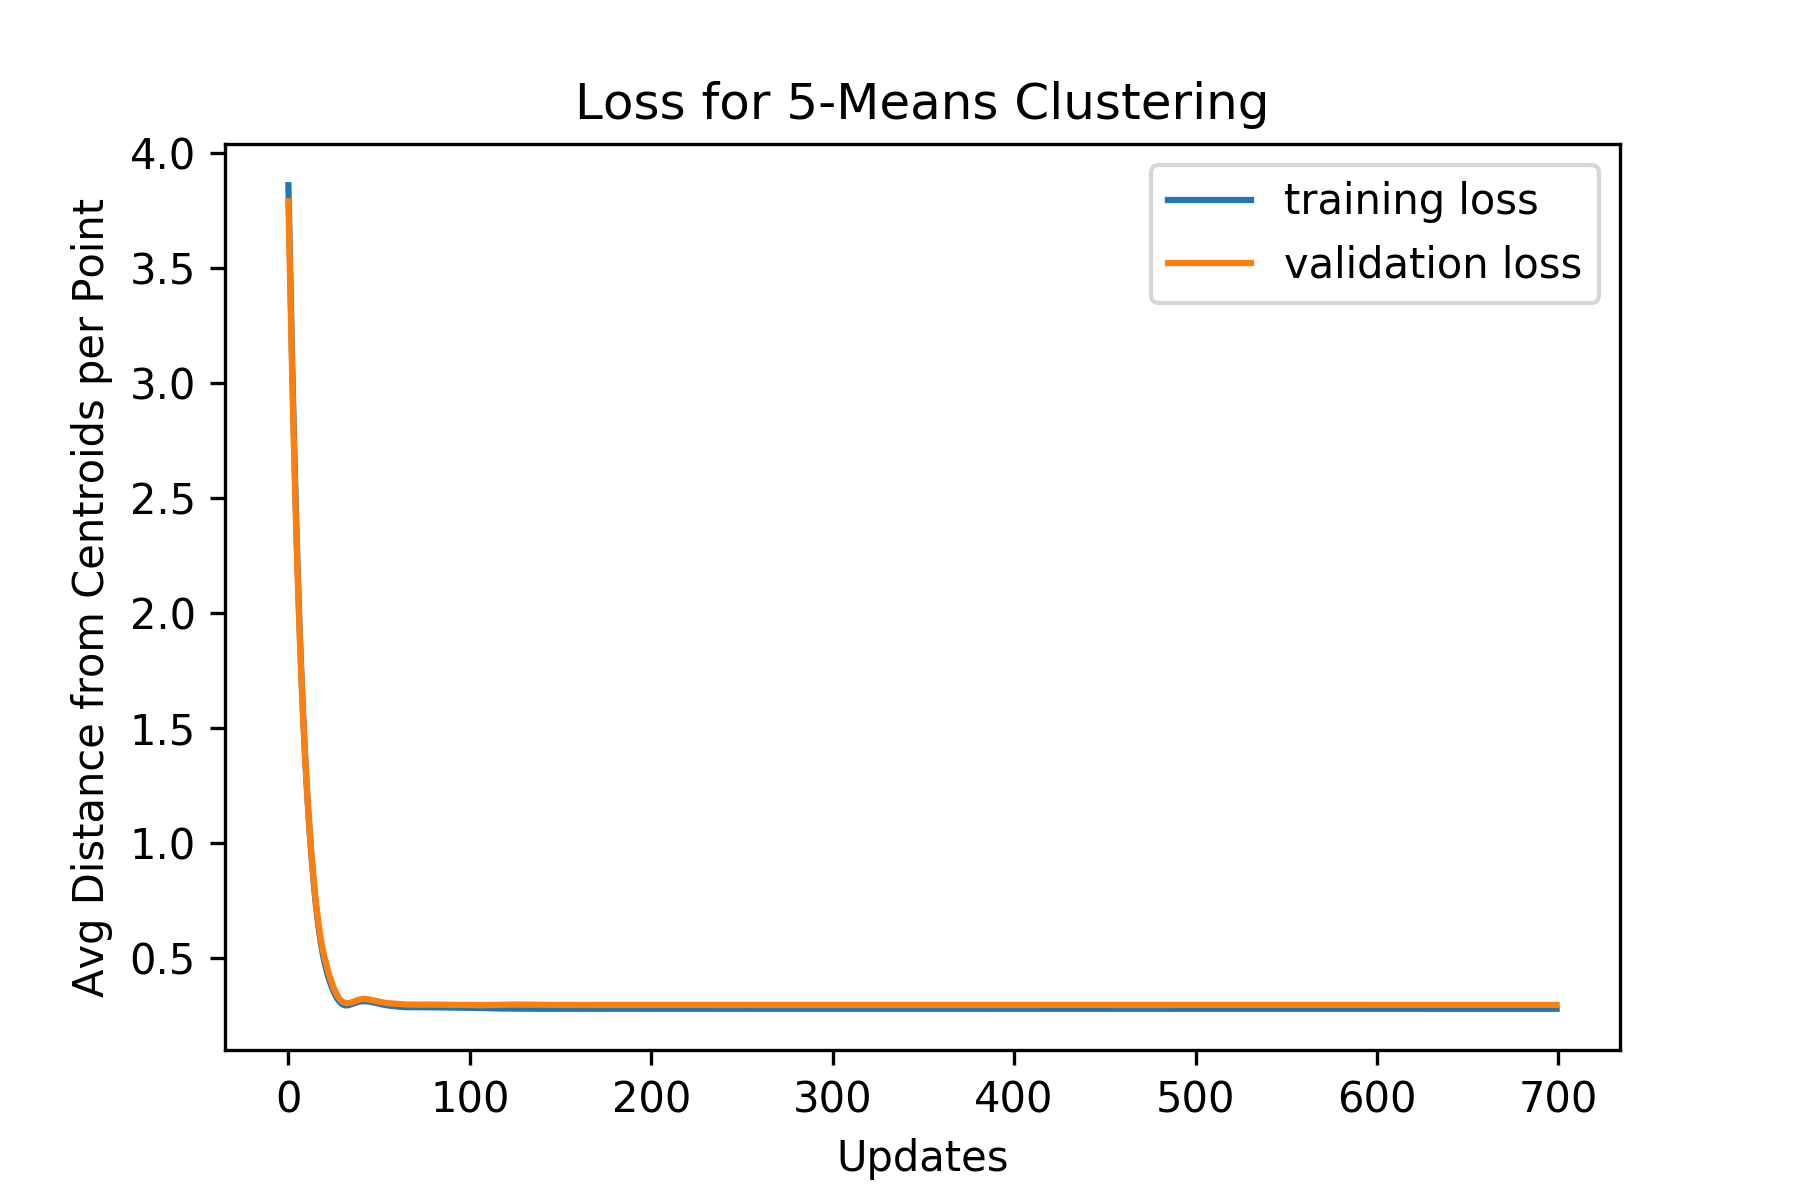 Loss for 5-Means Clustering
training loss
validation loss
Avg Distance from Centroids per Point
4.0
3.5
3.0
2.5
2.0
1.5
1.0
0.5
0 100 200 300 400 500 600 700
Updates